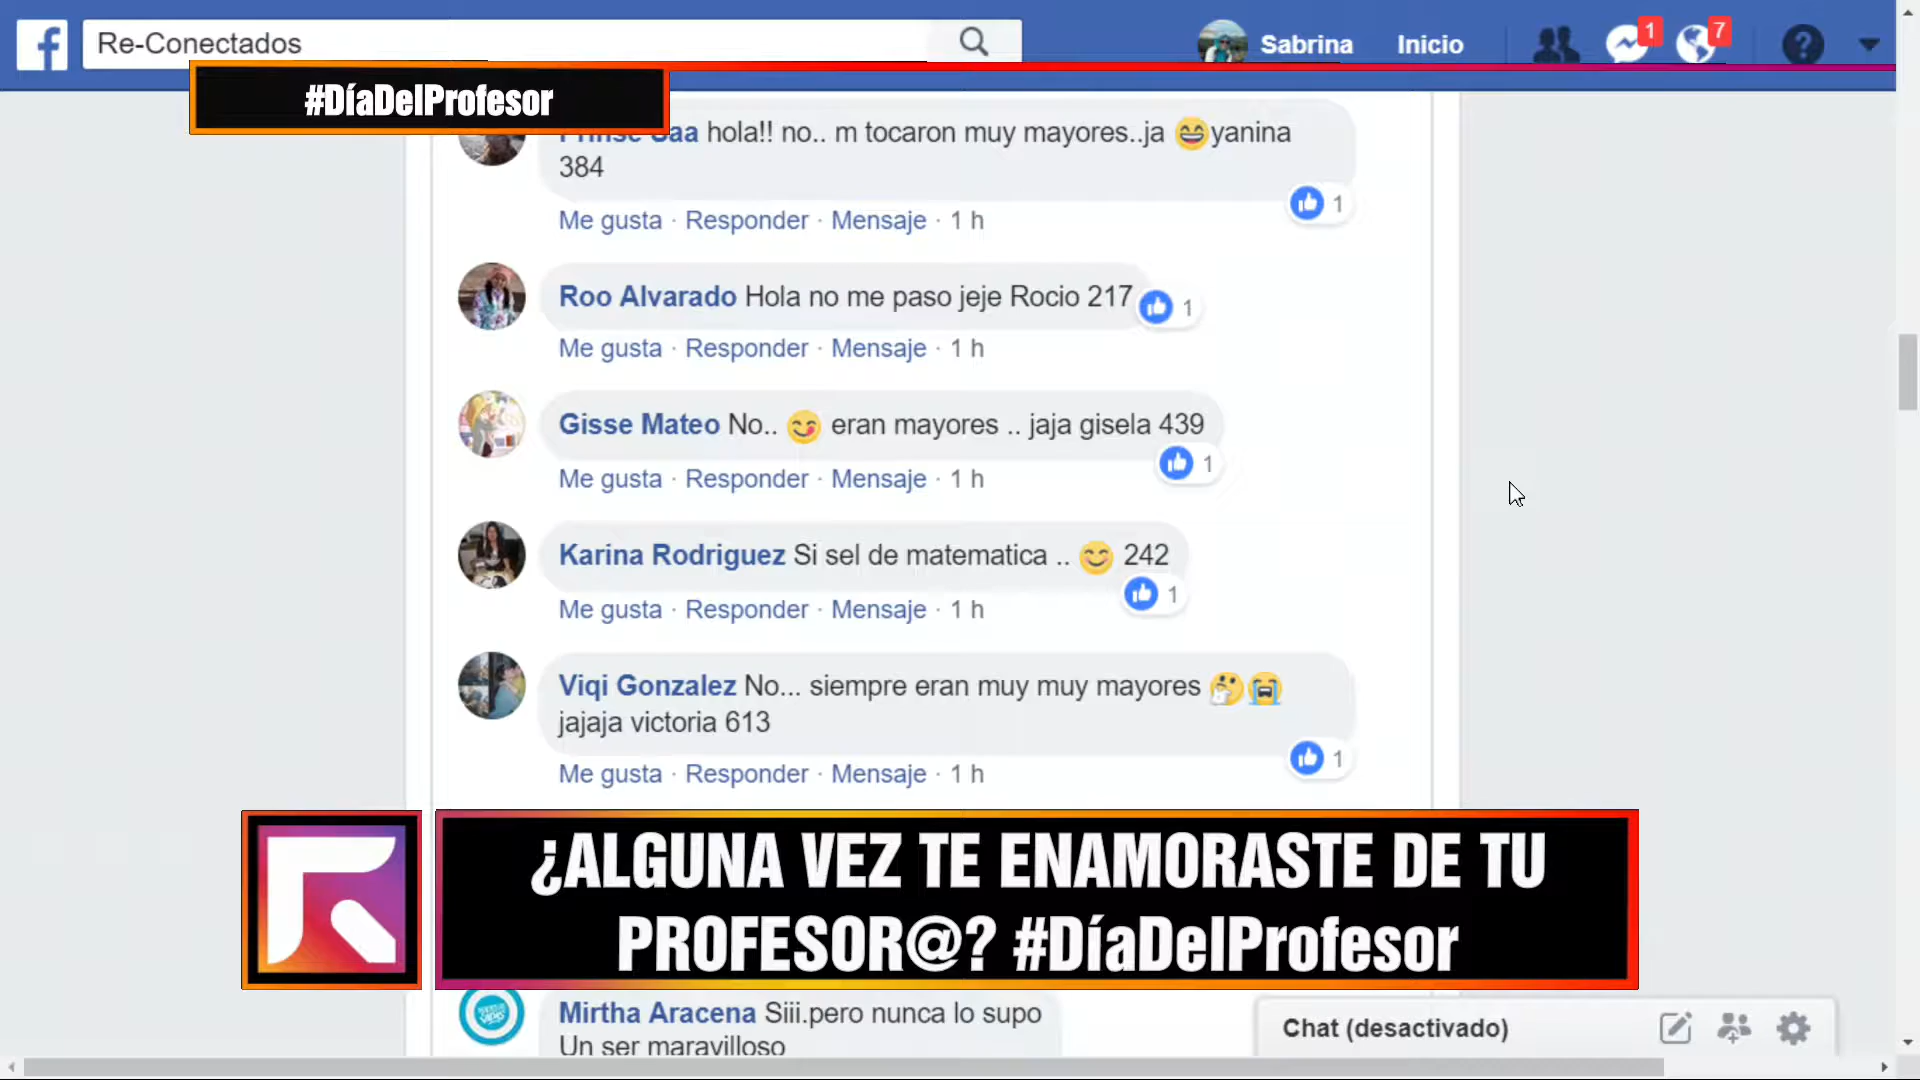 Re-Conectados
Sabrina
Inicio
1
7
#DíaDelProfesor
Saa hola!! no.. m tocaron muy mayores..ja 😄yanina
384
1
Me gusta · Responder · Mensaje · 1 h
Roo Alvarado Hola no me paso jeje Rocio 217
1
Me gusta · Responder · Mensaje · 1 h
Gisse Mateo No.. 😋 eran mayores .. jaja gisela 439
1
Me gusta · Responder · Mensaje · 1 h
Karina Rodriguez Si sel de matematica .. 😊 242
1
Me gusta · Responder · Mensaje · 1 h
Viqi Gonzalez No... siempre eran muy muy mayores 🤔😭
jajaja victoria 613
1
Me gusta · Responder · Mensaje · 1 h
¿ALGUNA VEZ TE ENAMORASTE DE TU
PROFESOR@? #DíaDelProfesor
Mirtha Aracena Siii.pero nunca lo supo
Un ser maravilloso
Chat (desactivado)